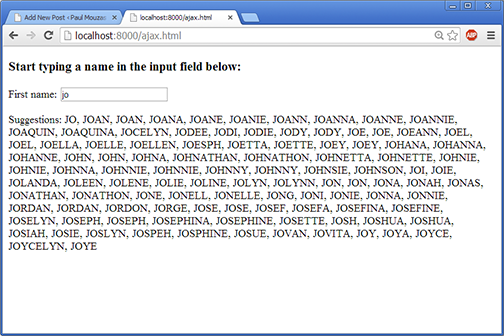 Add New Post ‹ Paul Mouzas
localhost:8000/ajax.html
localhost:8000/ajax.html
ABP
Start typing a name in the input field below:
First name: jo
Suggestions: JO, JOAN, JOAN, JOANA, JOANE, JOANIE, JOANN, JOANNA, JOANNE, JOANNIE,
JOAQUIN, JOAQUINA, JOCELYN, JODEE, JODI, JODIE, JODY, JODY, JOE, JOE, JOEANN, JOEL,
JOEL, JOELLA, JOELLE, JOELLEN, JOESPH, JOETTA, JOETTE, JOEY, JOEY, JOHANA, JOHANNA,
JOHANNE, JOHN, JOHN, JOHNA, JOHNATHAN, JOHNATHON, JOHNETTA, JOHNETTE, JOHNIE,
JOHNIE, JOHNNA, JOHNNIE, JOHNNIE, JOHNNY, JOHNNY, JOHNSIE, JOHNSON, JOI, JOIE,
JOLANDA, JOLEEN, JOLENE, JOLIE, JOLINE, JOLYN, JOLYNN, JON, JON, JONA, JONAH, JONAS,
JONATHAN, JONATHON, JONE, JONELL, JONELLE, JONG, JONI, JONIE, JONNA, JONNIE,
JORDAN, JORDAN, JORDON, JORGE, JOSE, JOSE, JOSEF, JOSEFA, JOSEFINA, JOSEFINE,
JOSELYN, JOSEPH, JOSEPH, JOSEPHINA, JOSEPHINE, JOSETTE, JOSH, JOSHUA, JOSHUA,
JOSIAH, JOSIE, JOSLYN, JOSPEH, JOSPHINE, JOSUE, JOVAN, JOVITA, JOY, JOYA, JOYCE,
JOYCELYN, JOYE